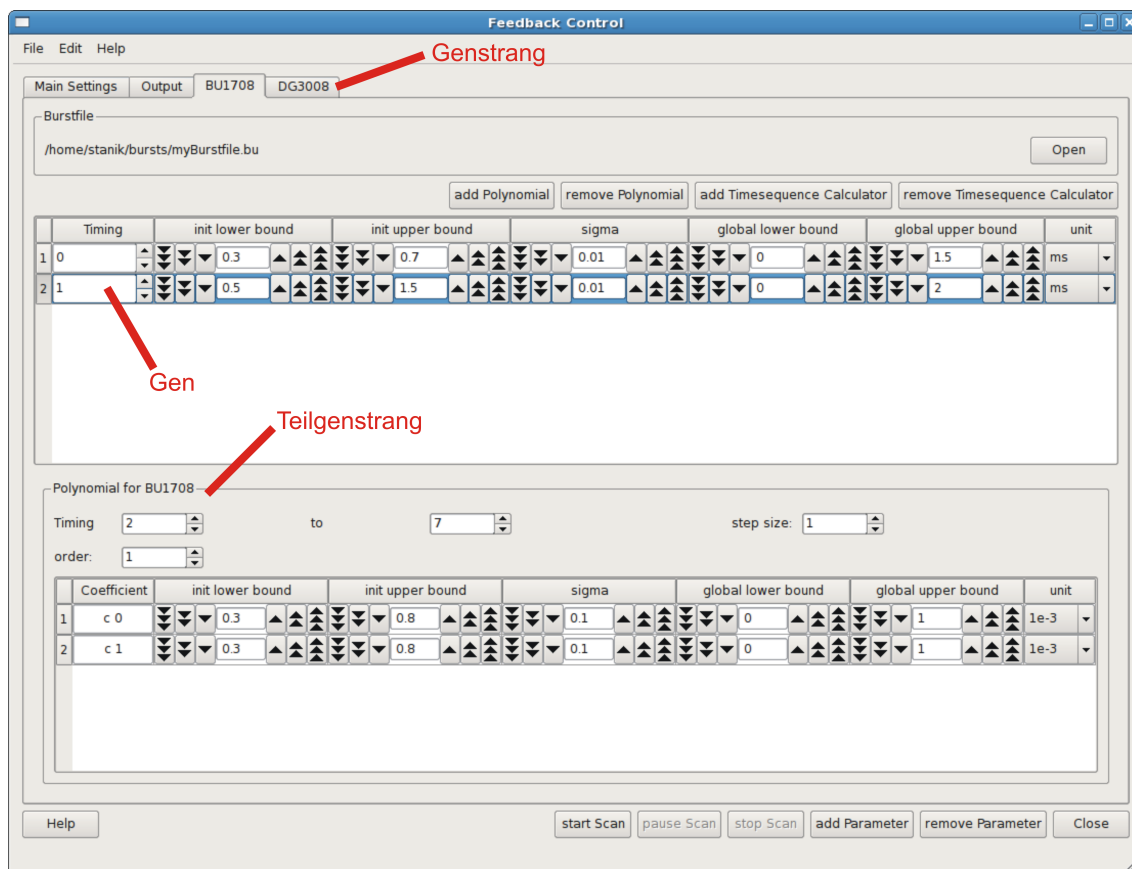 Feedback Control
File Edit Help
Genstrang
Main Settings Output BU1708 DG3008
Burstfile
/home/stanik/bursts/myBurstfile.bu Open
add Polynomial remove Polynomial add Timesequence Calculator remove Timesequence Calculator
Timing init lower bound init upper bound sigma global lower bound global upper bound unit
1 0 0.3 0.7 0.01 0 1.5 ms
2 1 0.5 1.5 0.01 0 2 ms
Gen
Teilgenstrang
Polynomial for BU1708
Timing 2 to 7 step size: 1
order: 1
Coefficient init lower bound init upper bound sigma global lower bound global upper bound unit
1 c 0 0.3 0.8 0.1 0 1 1e-3
2 c 1 0.3 0.8 0.1 0 1 1e-3
Help start Scan pause Scan stop Scan add Parameter remove Parameter Close